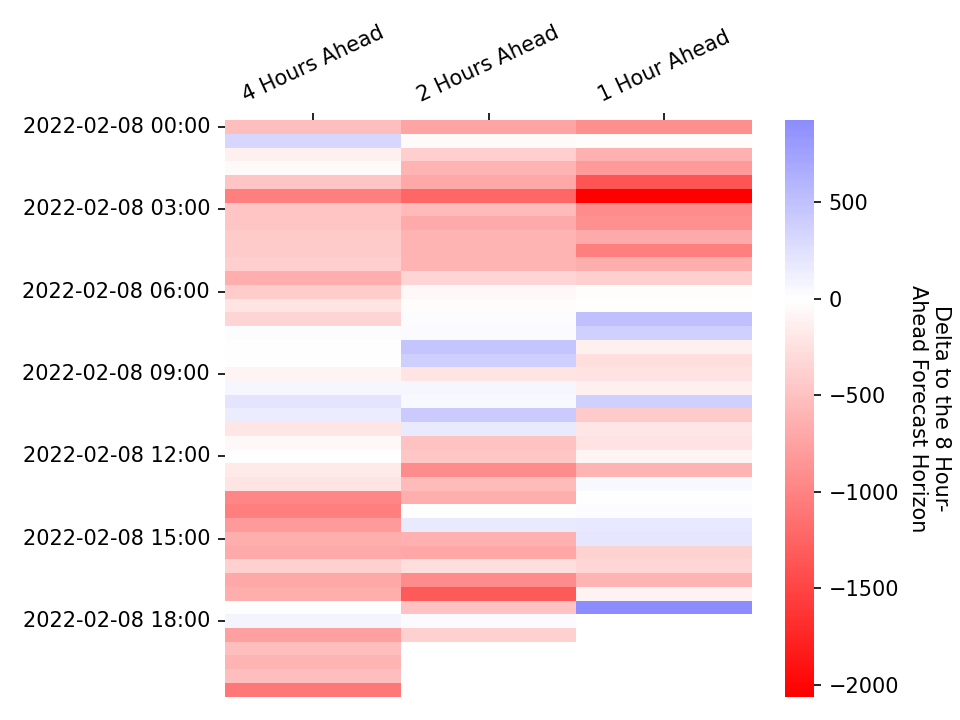 4 Hours Ahead
2 Hours Ahead
1 Hour Ahead
2022-02-08 00:00
2022-02-08 03:00
2022-02-08 06:00
2022-02-08 09:00
2022-02-08 12:00
2022-02-08 15:00
2022-02-08 18:00
500
0
−500
−1000
−1500
−2000
Delta to the 8 Hour-
Ahead Forecast Horizon